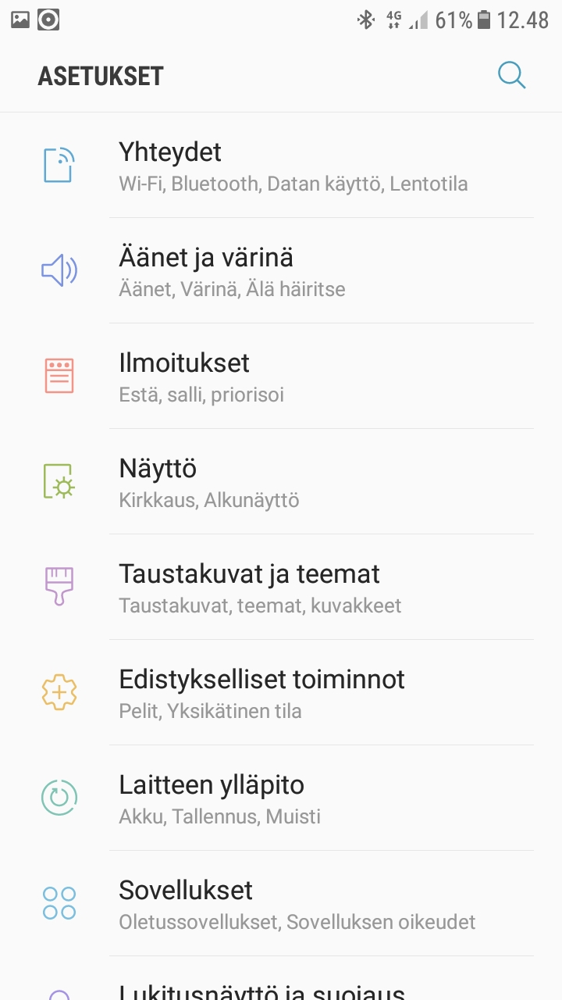 4G 61% 12.48
ASETUKSET
Yhteydet
Wi-Fi, Bluetooth, Datan käyttö, Lentotila
Äänet ja värinä
Äänet, Värinä, Älä häiritse
Ilmoitukset
Estä, salli, priorisoi
Näyttö
Kirkkaus, Alkunäyttö
Taustakuvat ja teemat
Taustakuvat, teemat, kuvakkeet
Edistykselliset toiminnot
Pelit, Yksikätinen tila
Laitteen ylläpito
Akku, Tallennus, Muisti
Sovellukset
Oletussovellukset, Sovelluksen oikeudet
Lukitusnäyttö ja suojaus